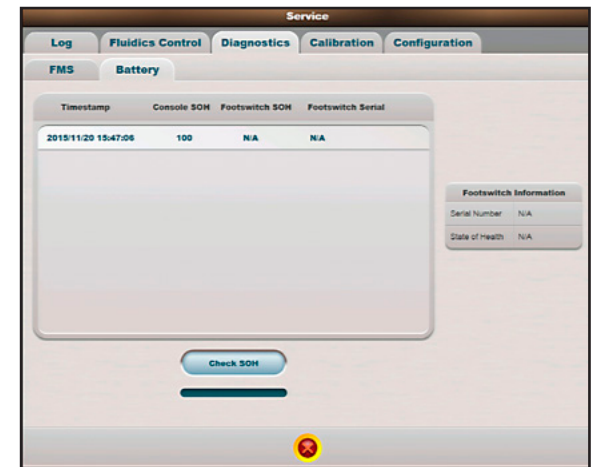 Service
Log Fluidics Control Diagnostics Calibration Configuration
FMS Battery
Timestamp Console SOH Footswitch SOH Footswitch Serial
2015/11/20 15:47:06 100 N/A N/A
Footswitch Information
Serial Number N/A
State of Health N/A
Check SOH